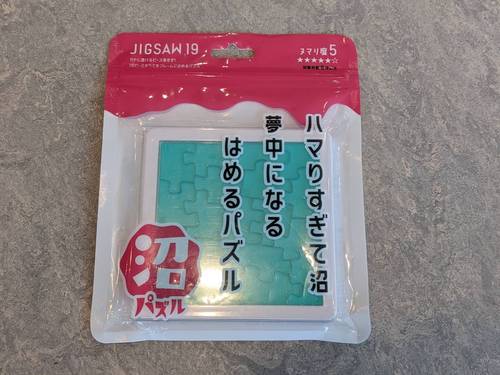 JIGSAW 19
ヌマり度5
★★★★★☆
ハマりすぎて沼
夢中になる
はめるパズル
沼
パズル